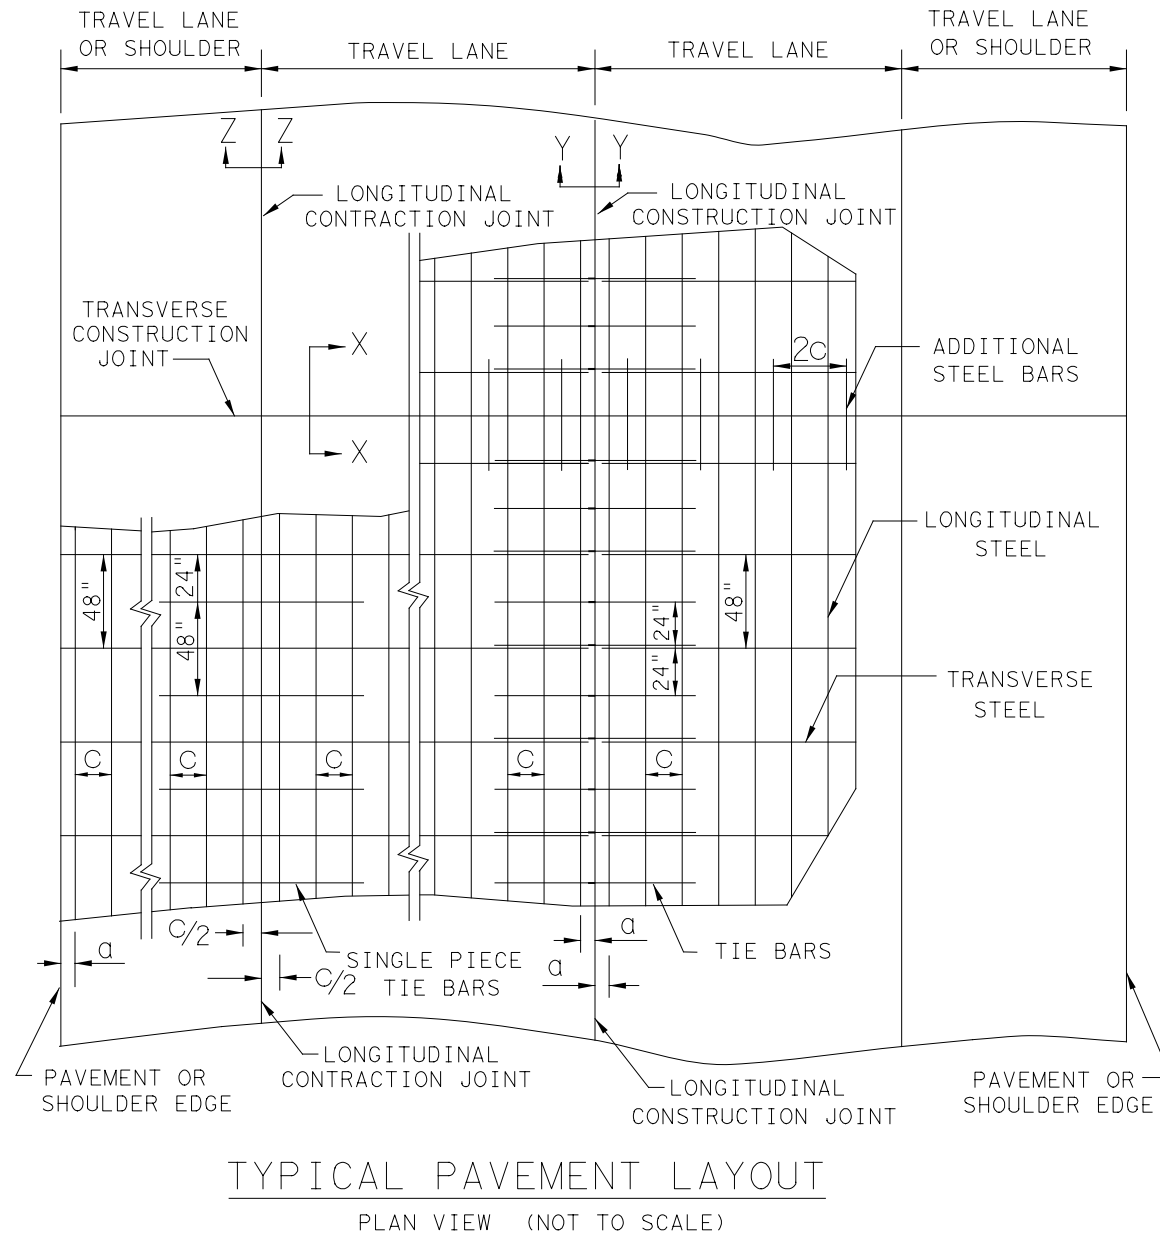 TRAVEL LANE
OR SHOULDER
TRAVEL LANE
TRAVEL LANE
TRAVEL LANE
OR SHOULDER
Z Z
Y Y
LONGITUDINAL
CONTRACTION JOINT
LONGITUDINAL
CONSTRUCTION JOINT
TRANSVERSE
CONSTRUCTION
JOINT
X
X
2c
ADDITIONAL
STEEL BARS
LONGITUDINAL
STEEL
48"
24"
48"
24"
24"
48"
TRANSVERSE
STEEL
C
C
C
C
C
C/2
a
SINGLE PIECE
TIE BARS
C/2
a
a
TIE BARS
LONGITUDINAL
CONTRACTION JOINT
PAVEMENT OR
SHOULDER EDGE
LONGITUDINAL
CONSTRUCTION JOINT
PAVEMENT OR
SHOULDER EDGE
TYPICAL PAVEMENT LAYOUT
PLAN VIEW (NOT TO SCALE)